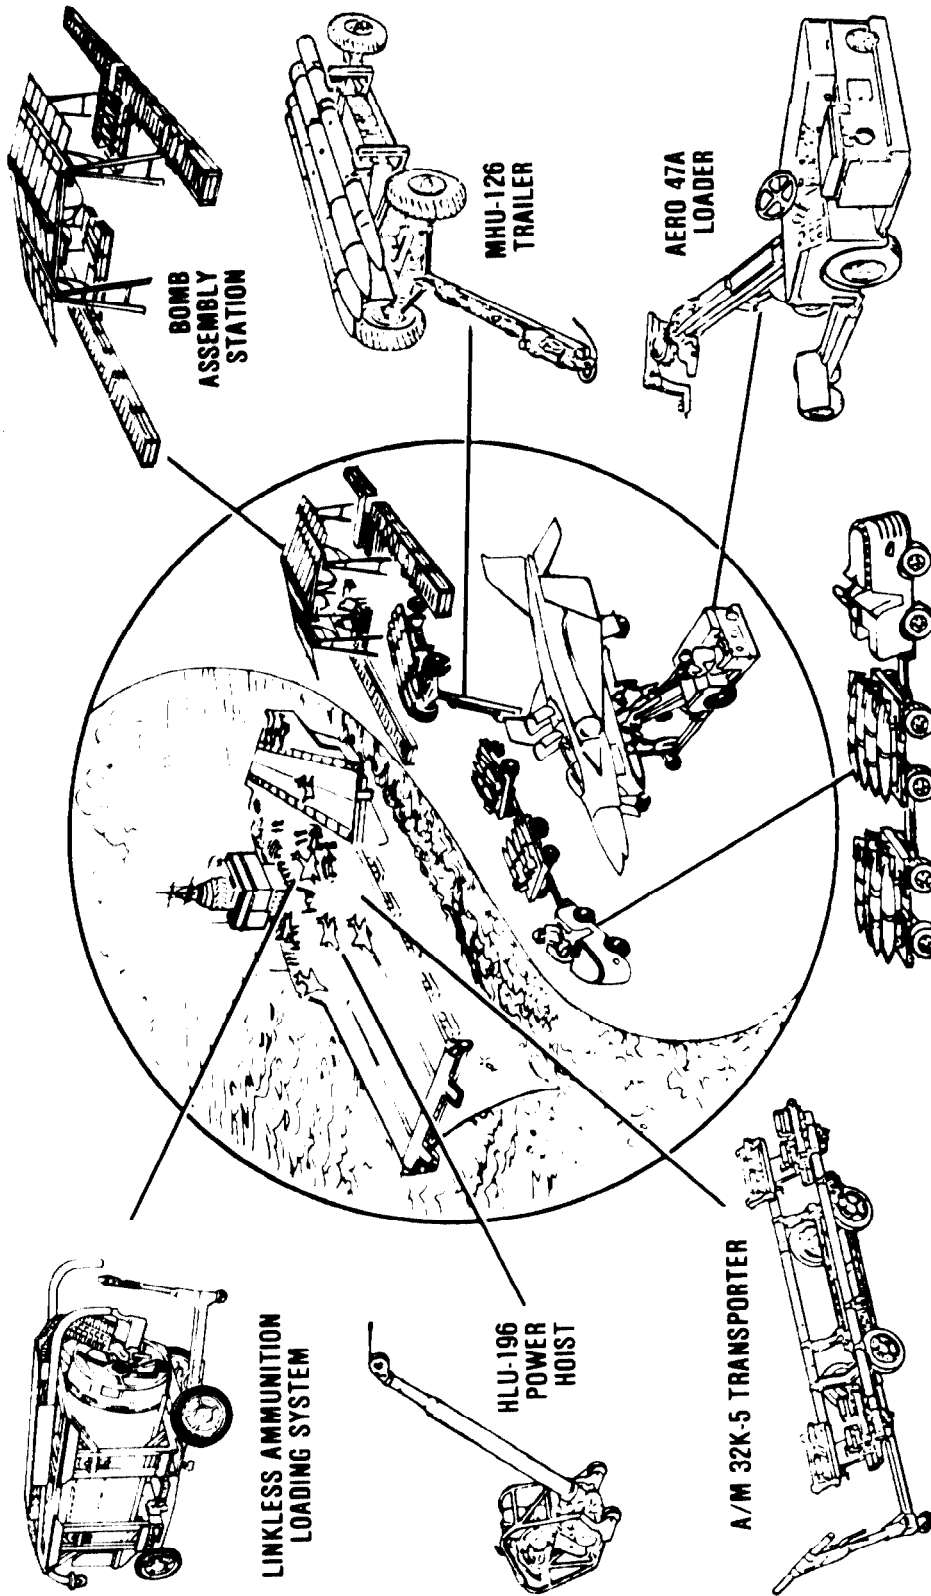 LINKLESS AMMUNITION
LOADING SYSTEM
HLU-196
POWER
HOIST
A/M 32K-5 TRANSPORTER
BOMB
ASSEMBLY
STATION
MHU-126
TRAILER
AERO 47A
LOADER